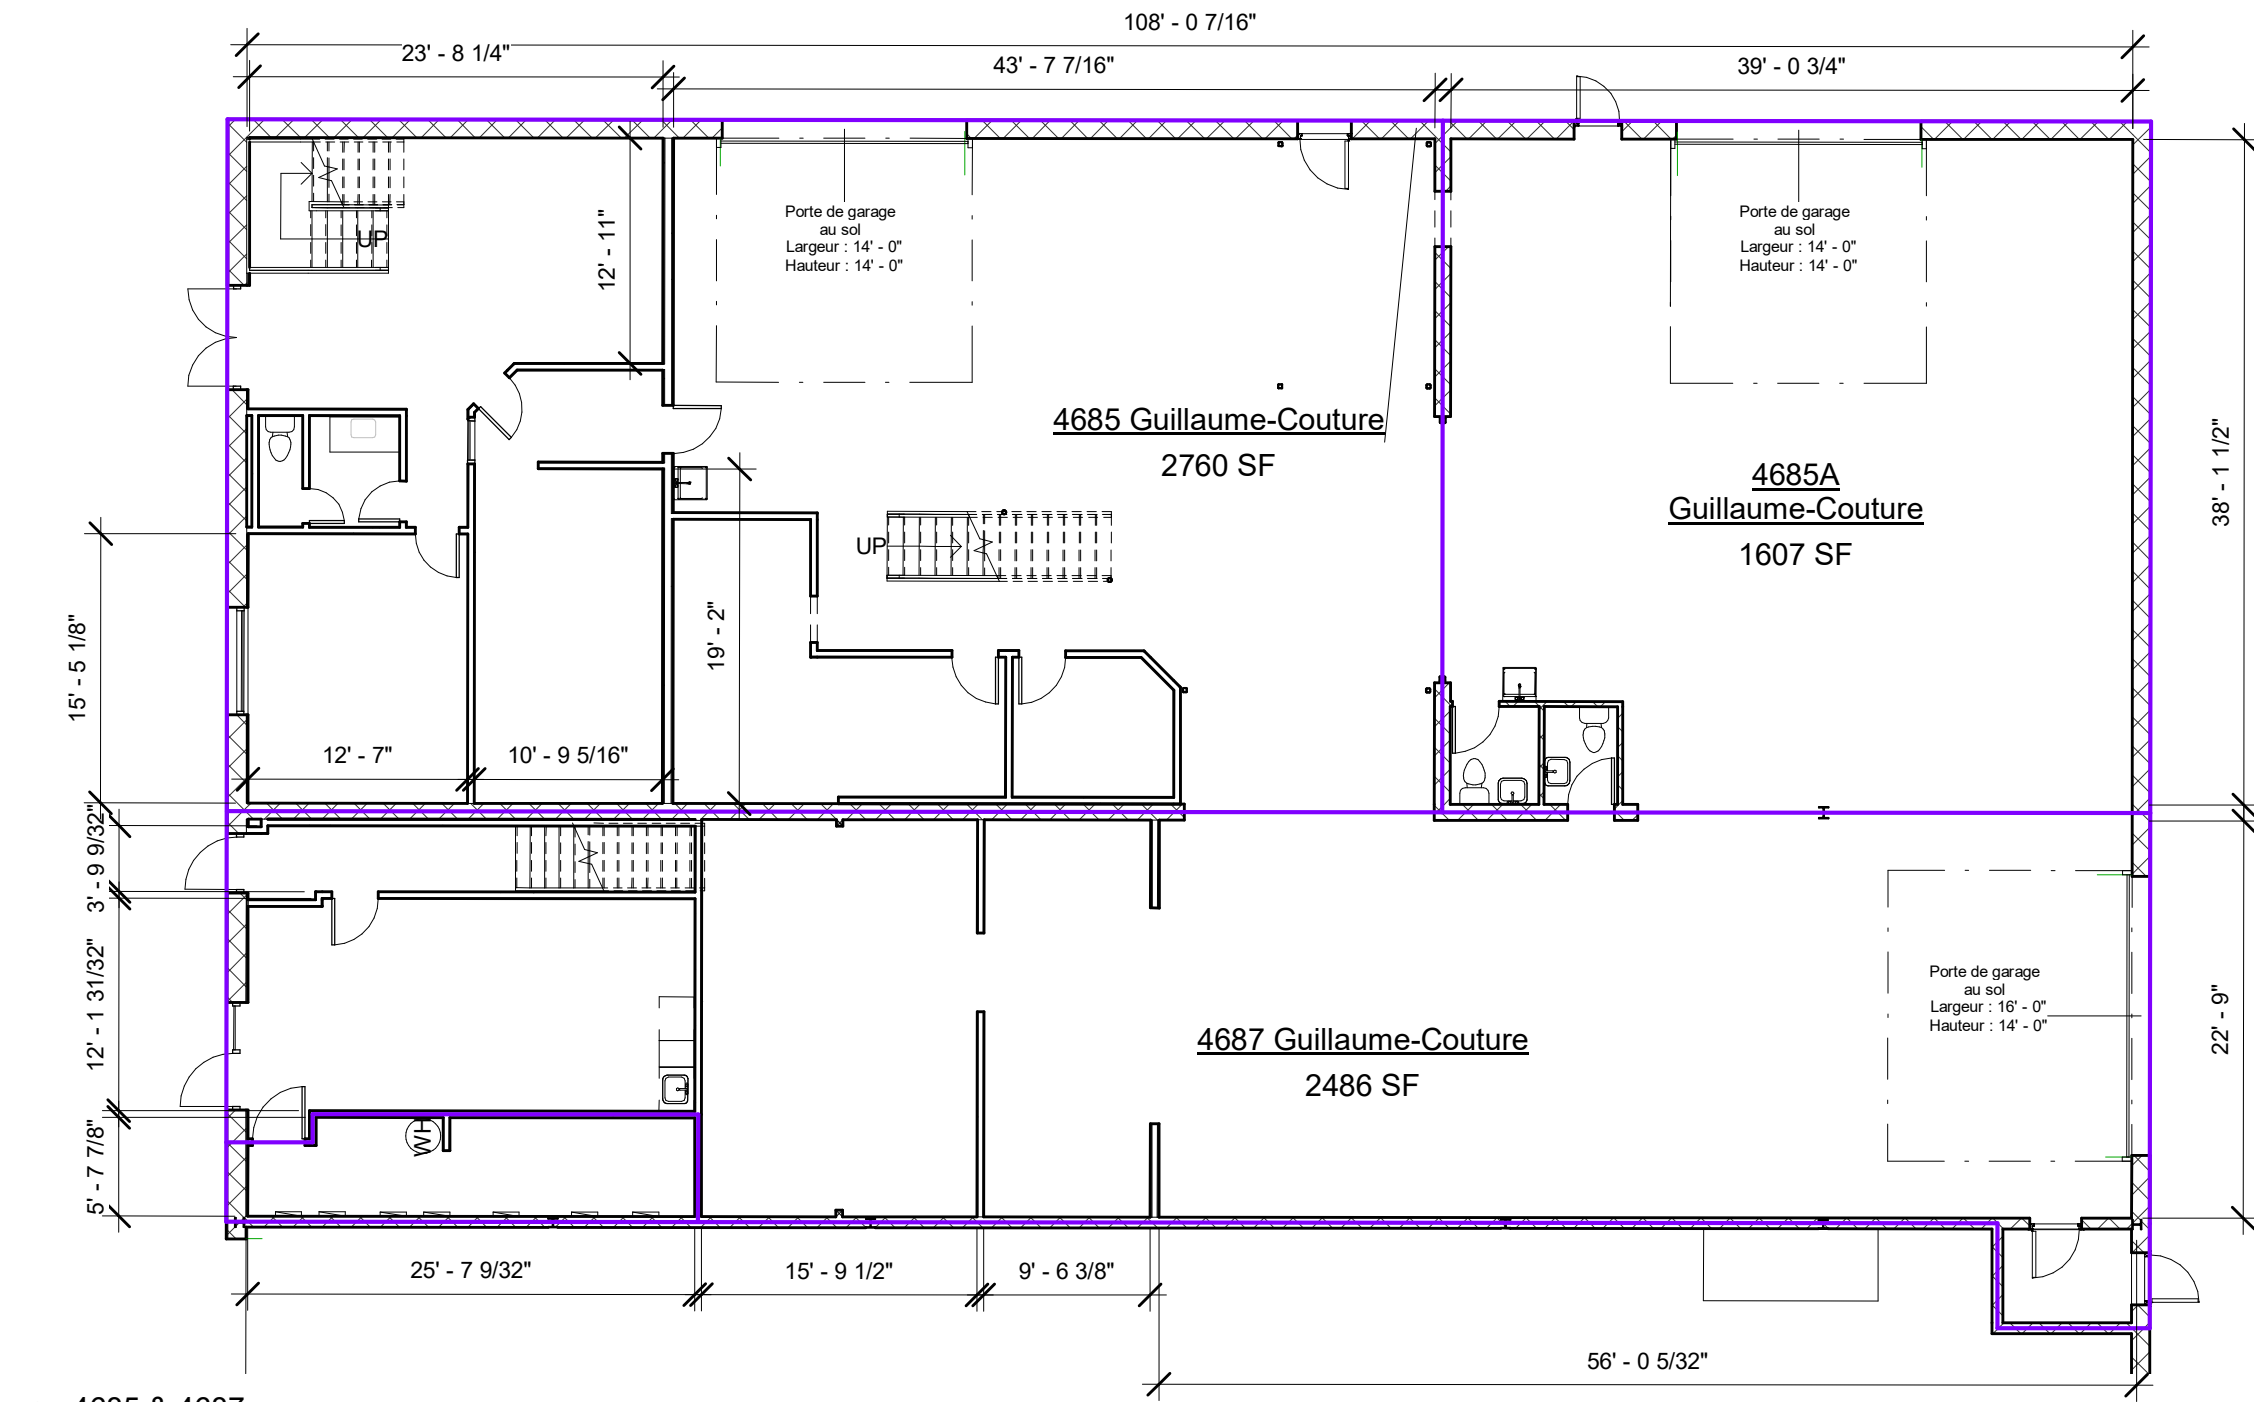 108' - 0 7/16"
23' - 8 1/4"
43' - 7 7/16"
39' - 0 3/4"
12' - 11"
UP
Porte de garage
au sol
Largeur : 14' - 0"
Hauteur : 14' - 0"
Porte de garage
au sol
Largeur : 14' - 0"
Hauteur : 14' - 0"
4685 Guillaume-Couture
2760 SF
4685A
Guillaume-Couture
1607 SF
38' - 1 1/2"
UP
19' - 2"
15' - 5 1/8"
12' - 7"
10' - 9 5/16"
3' - 9 9/32"
12' - 1 31/32"
5' - 7 7/8"
WH
4687 Guillaume-Couture
2486 SF
Porte de garage
au sol
Largeur : 16' - 0"
Hauteur : 14' - 0"
22' - 9"
25' - 7 9/32"
15' - 9 1/2"
9' - 6 3/8"
56' - 0 5/32"